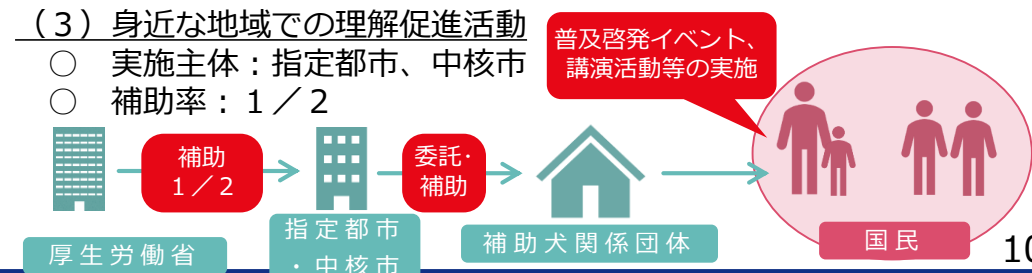 （３）身近な地域での理解促進活動
○　実施主体：指定都市、中核市
○　補助率：１／２
普及啓発イベント、
講演活動等の実施
補助
１／２
委託・
補助
厚生労働省
指定都市
・中核市
補助犬関係団体
国民
10